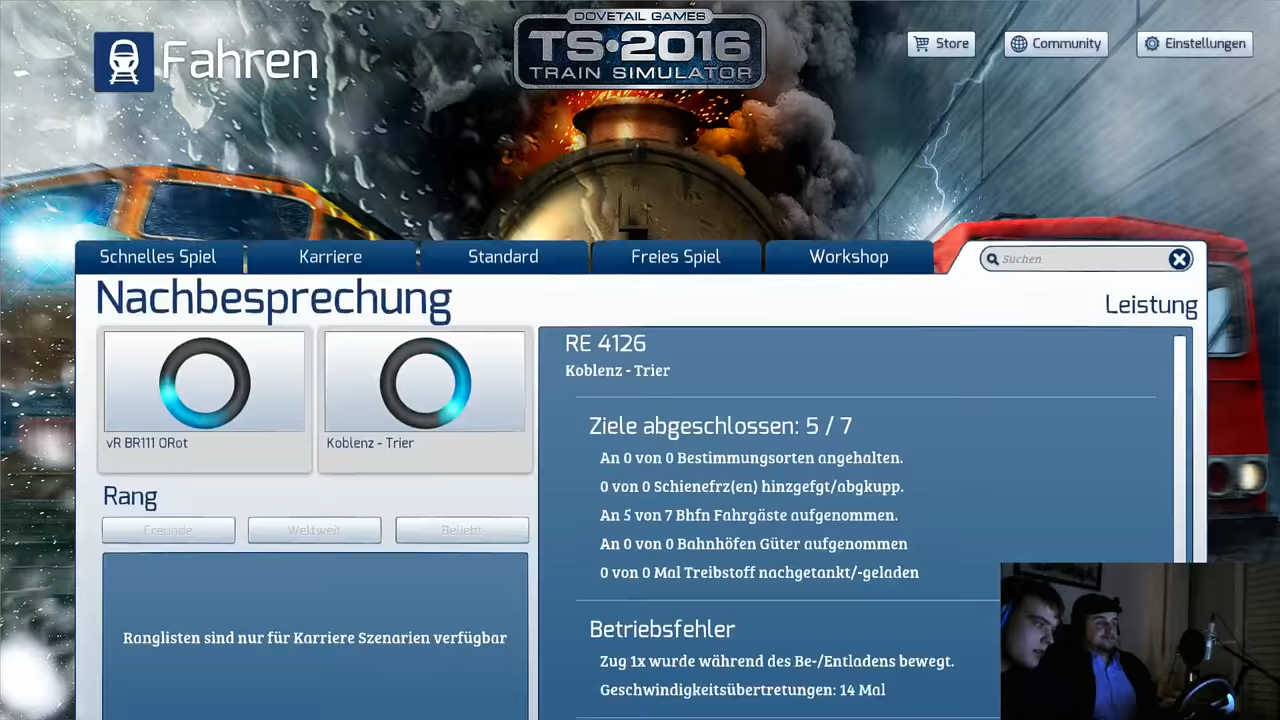 DOVETAIL GAMES
TS·2016
TRAIN SIMULATOR
Fahren
Store
Community
Einstellungen
Schnelles Spiel
Karriere
Standard
Freies Spiel
Workshop
Suchen
Nachbesprechung
Leistung
vR BR111 ORot
Koblenz - Trier
Rang
Freunde
Weltweit
Beliebt
Ranglisten sind nur für Karriere Szenarien verfügbar
RE 4126
Koblenz - Trier
Ziele abgeschlossen: 5 / 7
An 0 von 0 Bestimmungsorten angehalten.
0 von 0 Schienefrz(en) hinzgefgt/abgkupp.
An 5 von 7 Bhfn Fahrgäste aufgenommen.
An 0 von 0 Bahnhöfen Güter aufgenommen
0 von 0 Mal Treibstoff nachgetankt/-geladen
Betriebsfehler
Zug 1x wurde während des Be-/Entladens bewegt.
Geschwindigkeitsübertretungen: 14 Mal